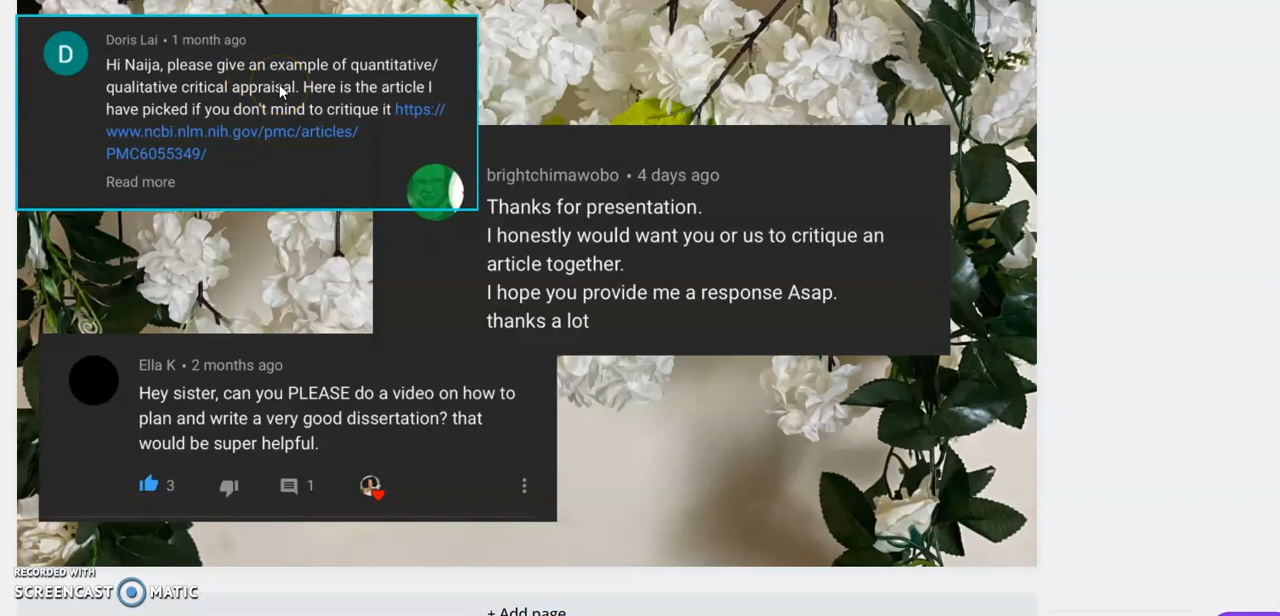 Doris Lai • 1 month ago
D
Hi Naija, please give an example of quantitative/
qualitative critical appraisal. Here is the article I
have picked if you don't mind to critique it https://
www.ncbi.nlm.nih.gov/pmc/articles/
PMC6055349/
Read more
brightchimawobo • 4 days ago
Thanks for presentation.
I honestly would want you or us to critique an
article together.
I hope you provide me a response Asap.
thanks a lot
Ella K • 2 months ago
Hey sister, can you PLEASE do a video on how to
plan and write a very good dissertation? that
would be super helpful.
3 1
RECORDED WITH
SCREENCAST MATIC
+ Add page